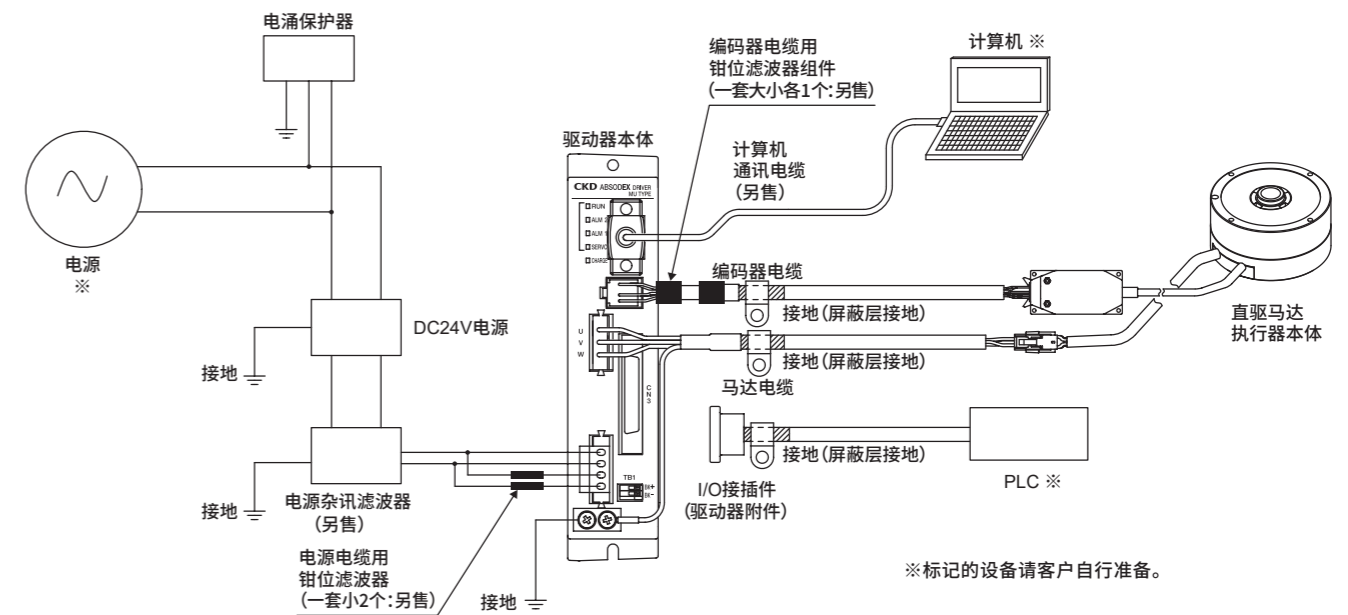 电涌保护器
电源
※
DC24V电源
接地
接地
电源杂讯滤波器
（另售）
电源电缆用
钳位滤波器
（一套小2个：另售）
接地
驱动器本体
CKD ABSODEX DRIVER
MU TYPE
RUN
ALM 2
ALM 1
SERVO
CHARGE
U
V
W
CN3
TB1
BK+
BK-
编码器电缆用
钳位滤波器组件
（一套大小各1个：另售）
计算机
通讯电缆
（另售）
计算机 ※
编码器电缆
接地（屏蔽层接地）
接地（屏蔽层接地）
马达电缆
直驱马达
执行器本体
接地（屏蔽层接地）
I/O接插件
（驱动器附件）
PLC ※
※标记的设备请客户自行准备。